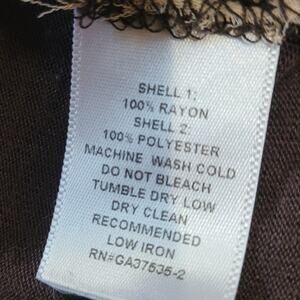 SHELL 1:
100% RAYON
SHELL 2:
100% POLYESTER
MACHINE WASH COLD
DO NOT BLEACH
TUMBLE DRY LOW
DRY CLEAN
RECOMMENDED
LOW IRON
RN#GA37535-2